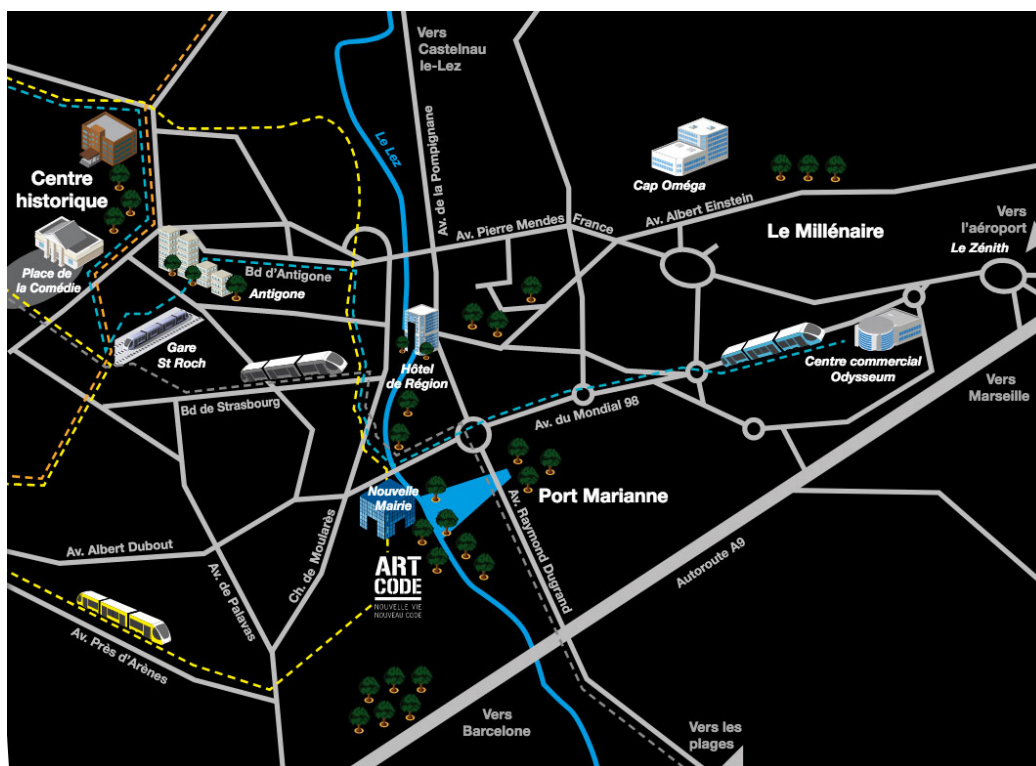 Vers
Castelnau
le-Lez
Le Lez
Av. de la Pompignane
Cap Oméga
Centre
historique
Av. Pierre Mendes France
Av. Albert Einstein
Le Millénaire
Vers
l'aéroport
Le Zénith
Place de
la Comédie
Bd d'Antigone
Antigone
Gare
St Roch
Hôtel
de Région
Centre commercial
Odysseum
Vers
Marseille
Bd de Strasbourg
Av. du Mondial 98
Nouvelle
Mairie
Port Marianne
Av. Raymond Dugrand
Autoroute A9
Av. Albert Dubout
Av. de Palavas
Ch. de Moularès
ART
CODE
NOUVELLE VIE
NOUVEAU CODE
Av. Près d'Arènes
Vers
Barcelone
Vers les
plages